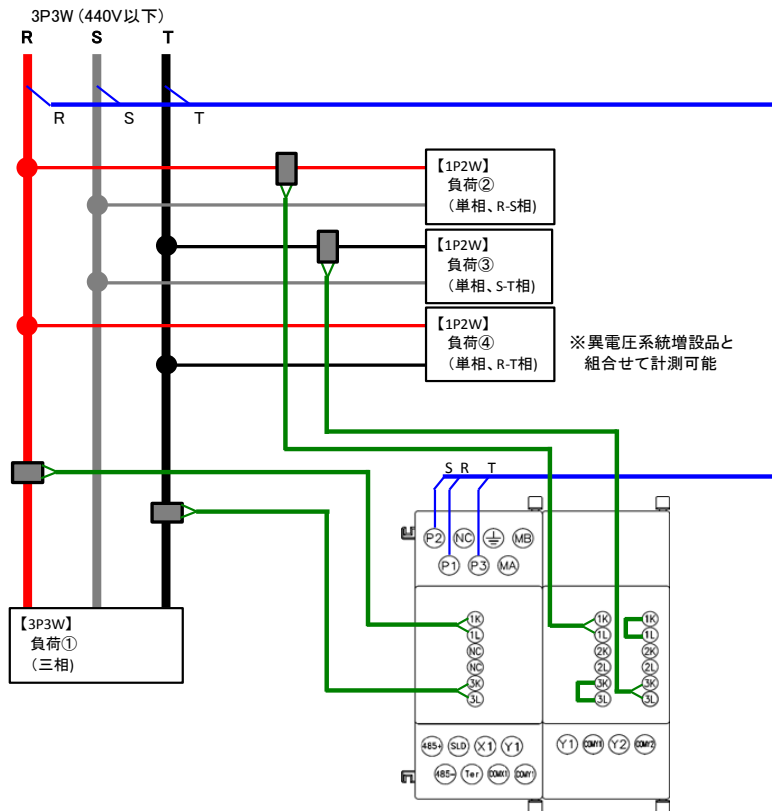 3P3W (440V以下)
R S T
R S T
【1P2W】
負荷②
(単相、R-S相)
【1P2W】
負荷③
(単相、S-T相)
【1P2W】
負荷④
(単相、R-T相)
※異電圧系統増設品と
組合せて計測可能
S R T
P2 NC MB
P1 P3 MA
【3P3W】
負荷①
(三相)
1K
1L
NC
NC
3K
3L
1K
1L
2K
2L
3K
3L
1K
1L
2K
2L
3K
3L
485+ SLD X1 Y1
485- Ter COMX1 COMY1
Y1 COMY1 Y2 COMY2